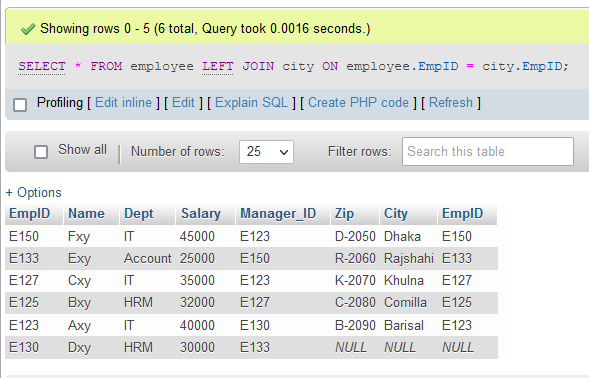 Showing rows 0 - 5 (6 total, Query took 0.0016 seconds.)
SELECT * FROM employee LEFT JOIN city ON employee.EmpID = city.EmpID;
Profiling [ Edit inline ] [ Edit ] [ Explain SQL ] [ Create PHP code ] [ Refresh ]
Show all Number of rows: 25 Filter rows: Search this table
+ Options
EmpID Name Dept Salary Manager_ID Zip City EmpID
E150 Fxy IT 45000 E123 D-2050 Dhaka E150
E133 Exy Account 25000 E150 R-2060 Rajshahi E133
E127 Cxy IT 35000 E123 K-2070 Khulna E127
E125 Bxy HRM 32000 E127 C-2080 Comilla E125
E123 Axy IT 40000 E130 B-2090 Barisal E123
E130 Dxy HRM 30000 E133 NULL NULL NULL